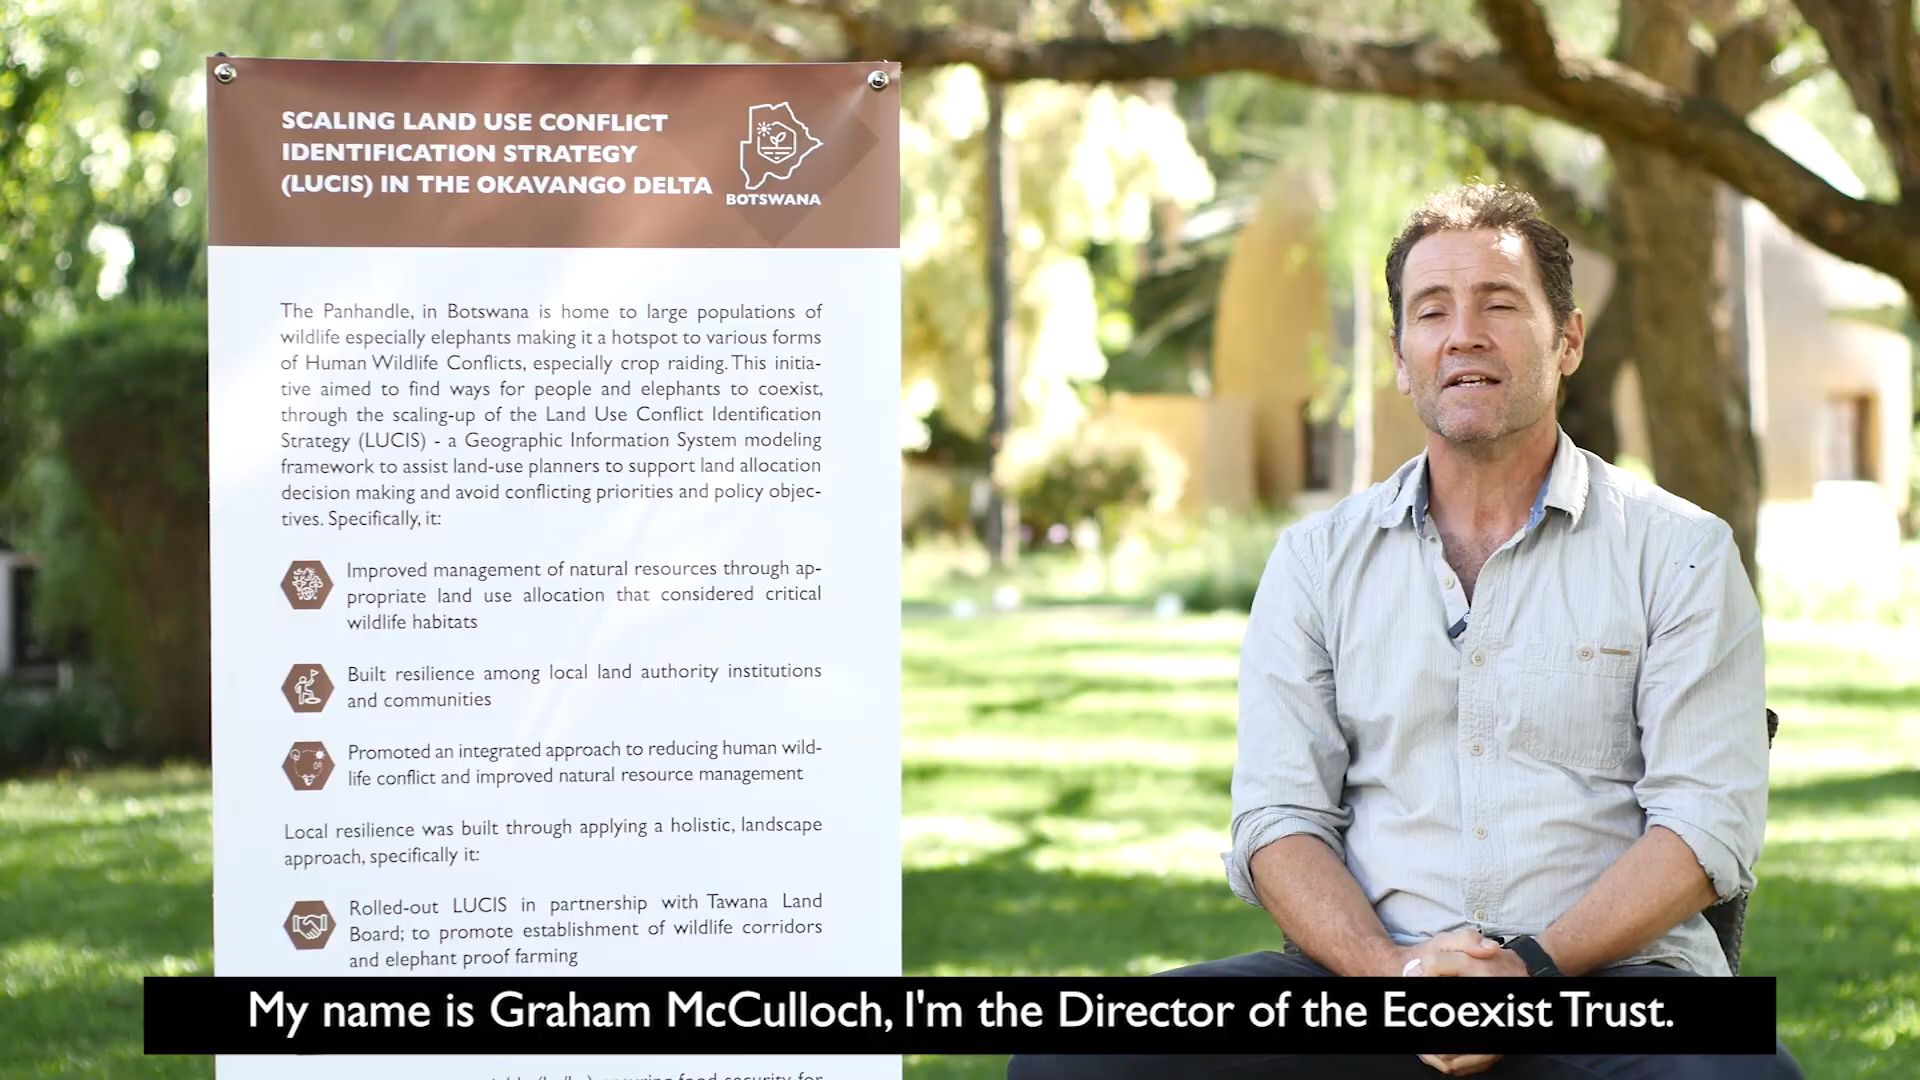 SCALING LAND USE CONFLICT
IDENTIFICATION STRATEGY
(LUCIS) IN THE OKAVANGO DELTA
BOTSWANA
The Panhandle, in Botswana is home to large populations of
wildlife especially elephants making it a hotspot to various forms
of Human Wildlife Conflicts, especially crop raiding. This initia-
tive aimed to find ways for people and elephants to coexist,
through the scaling-up of the Land Use Conflict Identification
Strategy (LUCIS) - a Geographic Information System modeling
framework to assist land-use planners to support land allocation
decision making and avoid conflicting priorities and policy objec-
tives. Specifically, it:
Improved management of natural resources through ap-
propriate land use allocation that considered critical
wildlife habitats
Built resilience among local land authority institutions
and communities
Promoted an integrated approach to reducing human wild-
life conflict and improved natural resource management
Local resilience was built through applying a holistic, landscape
approach, specifically it:
Rolled-out LUCIS in partnership with Tawana Land
Board; to promote establishment of wildlife corridors
and elephant proof farming
My name is Graham McCulloch, I'm the Director of the Ecoexist Trust.
food security for